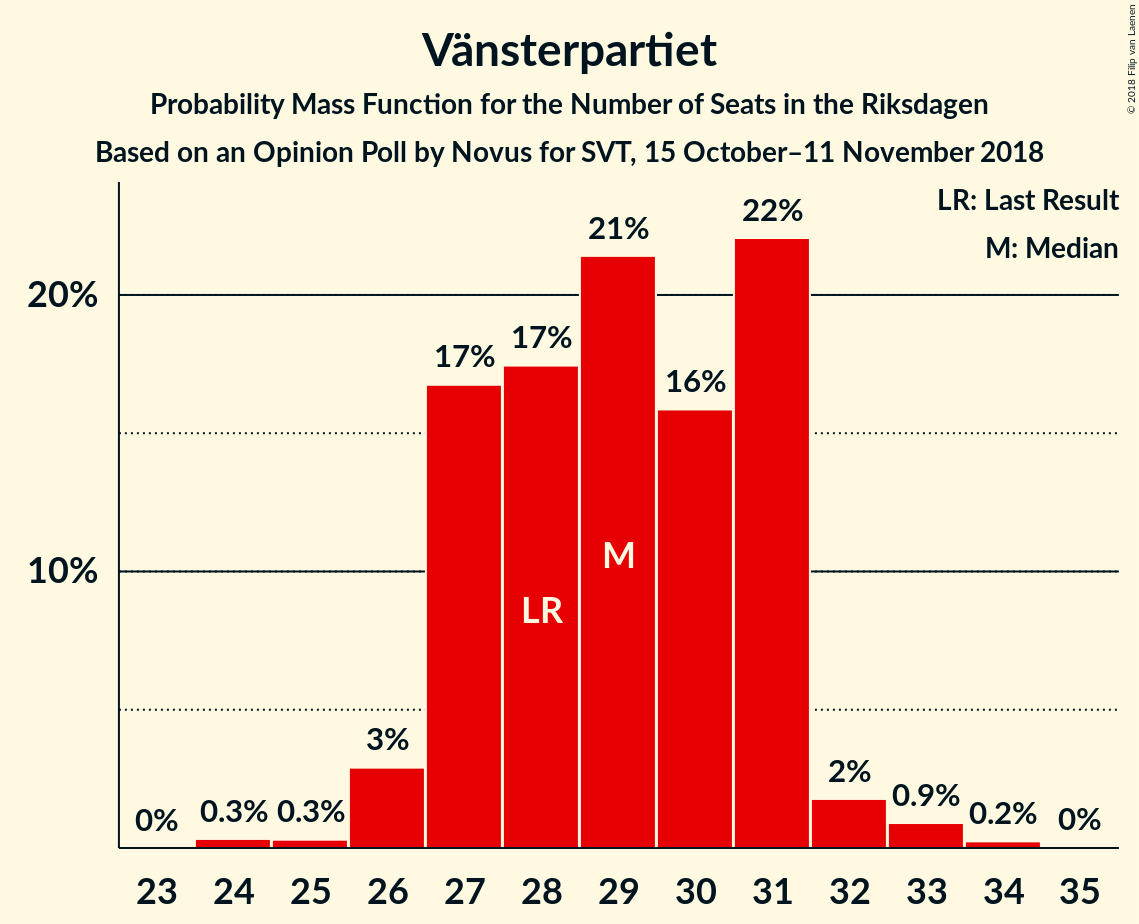 Vänsterpartiet
Probability Mass Function for the Number of Seats in the Riksdagen
Based on an Opinion Poll by Novus for SVT, 15 October–11 November 2018
© 2018 Filip van Laenen
LR: Last Result
M: Median
20%
10%
0%
0.3%
0.3%
3%
17%
17%
21%
16%
22%
2%
0.9%
0.2%
0%
LR
M
23 24 25 26 27 28 29 30 31 32 33 34 35